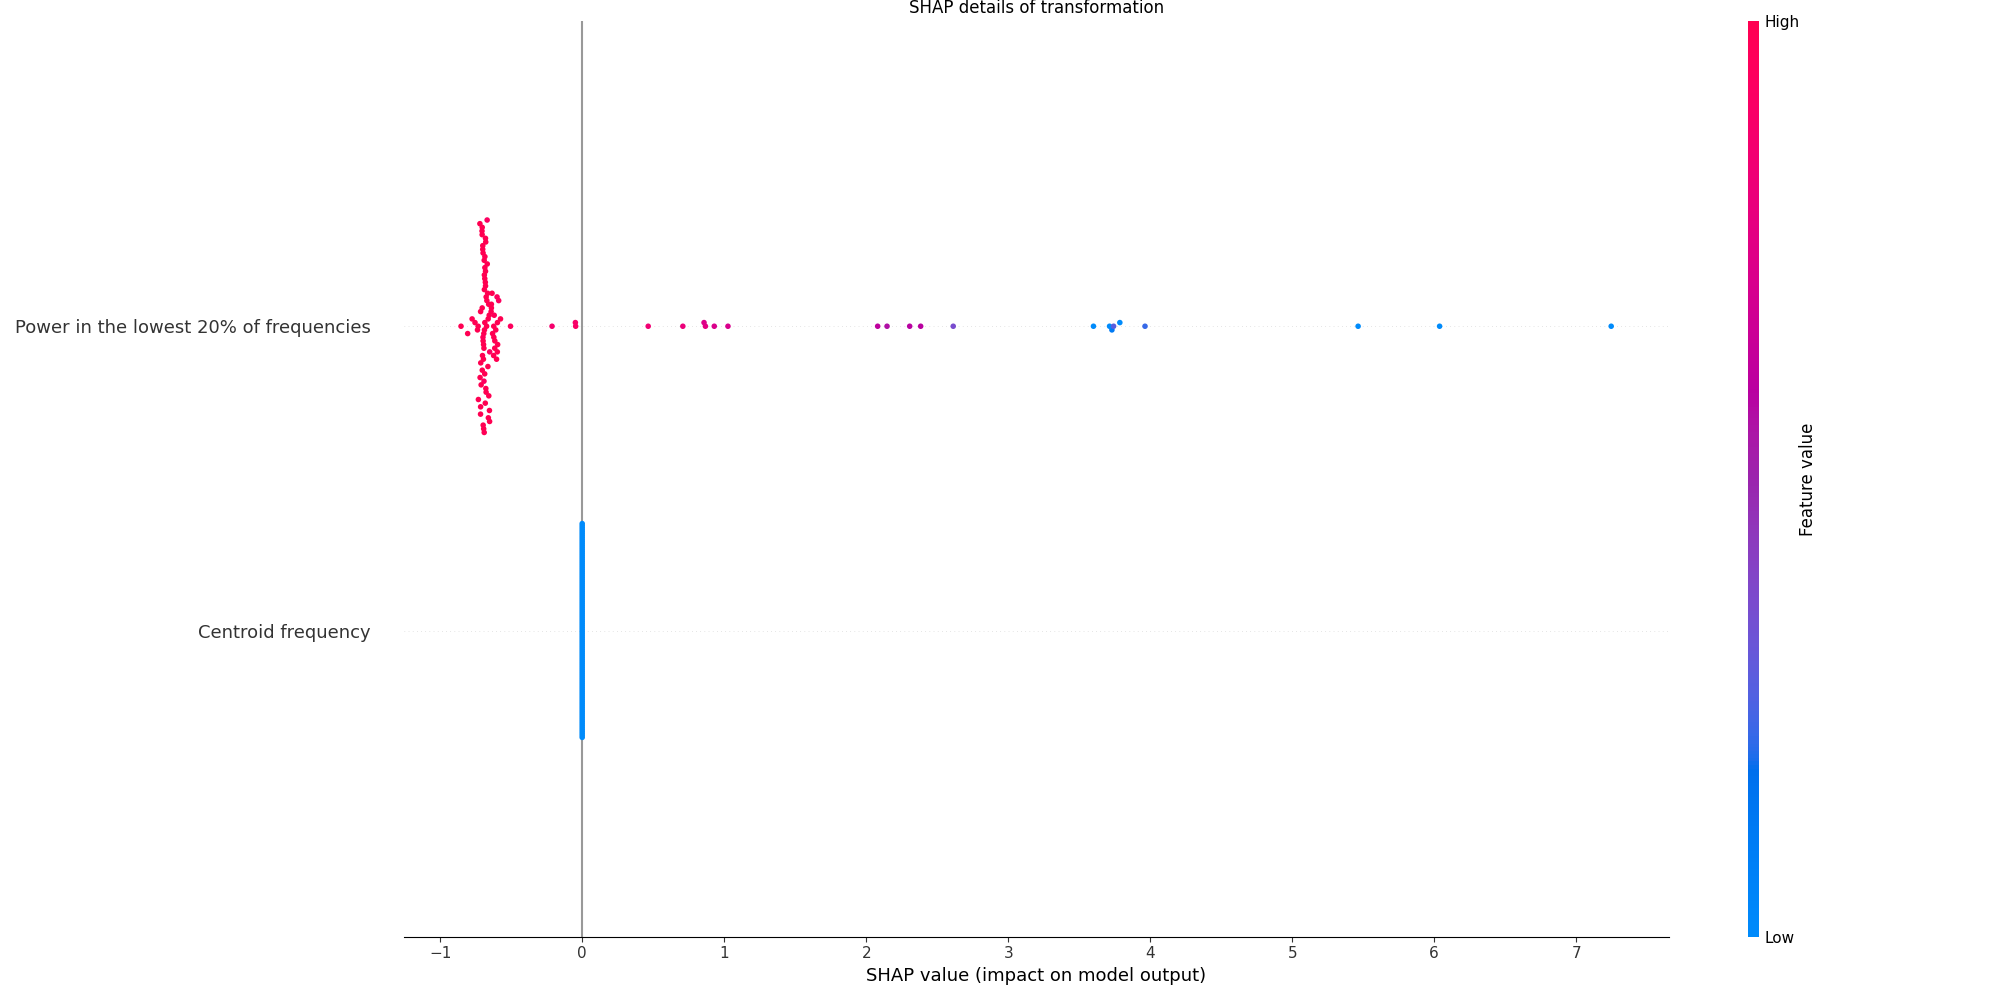 SHAP details of transformation
High
Power in the lowest 20% of frequencies
Feature value
Centroid frequency
Low
−1 0 1 2 3 4 5 6 7
SHAP value (impact on model output)